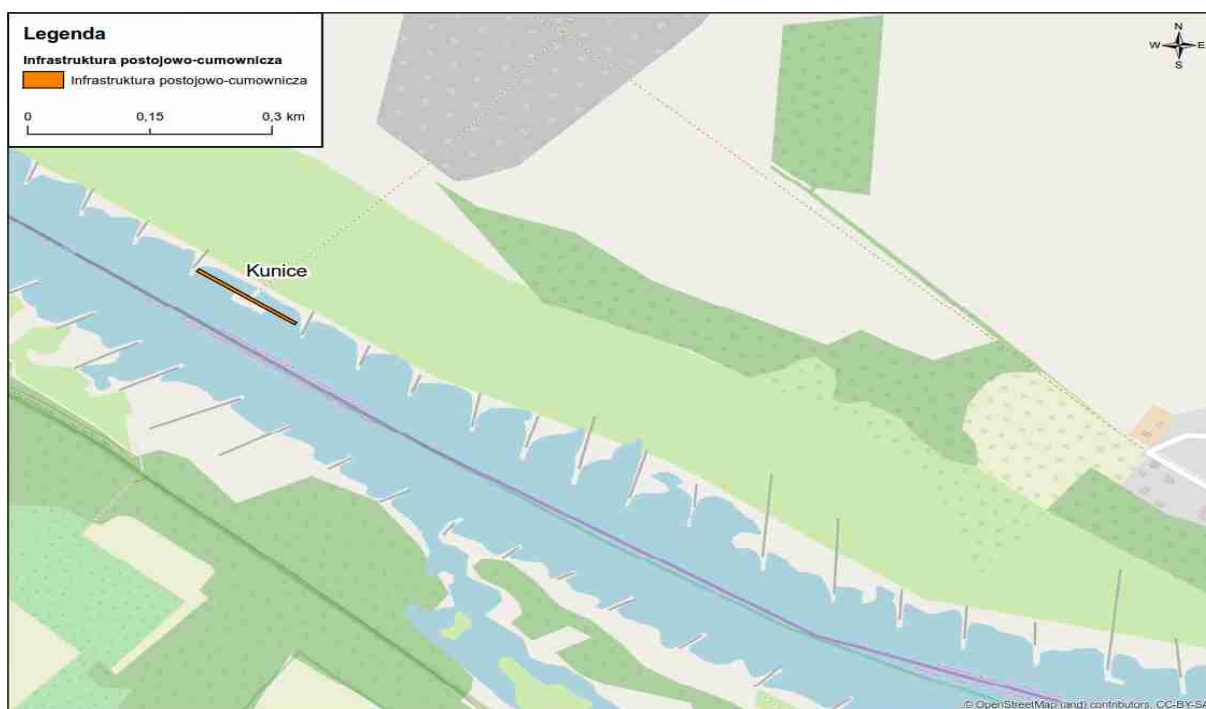 Legenda
Infrastruktura postojowo-cumownicza
Infrastruktura postojowo-cumownicza
0 0,15 0,3 km
N
W E
S
Kunice
© OpenStreetMap (and) contributors, CC-BY-SA